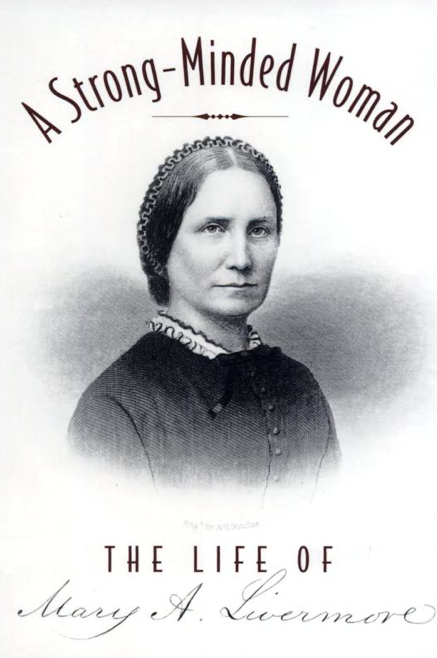 A Strong-Minded Woman
THE LIFE OF
Mary A. Livermore